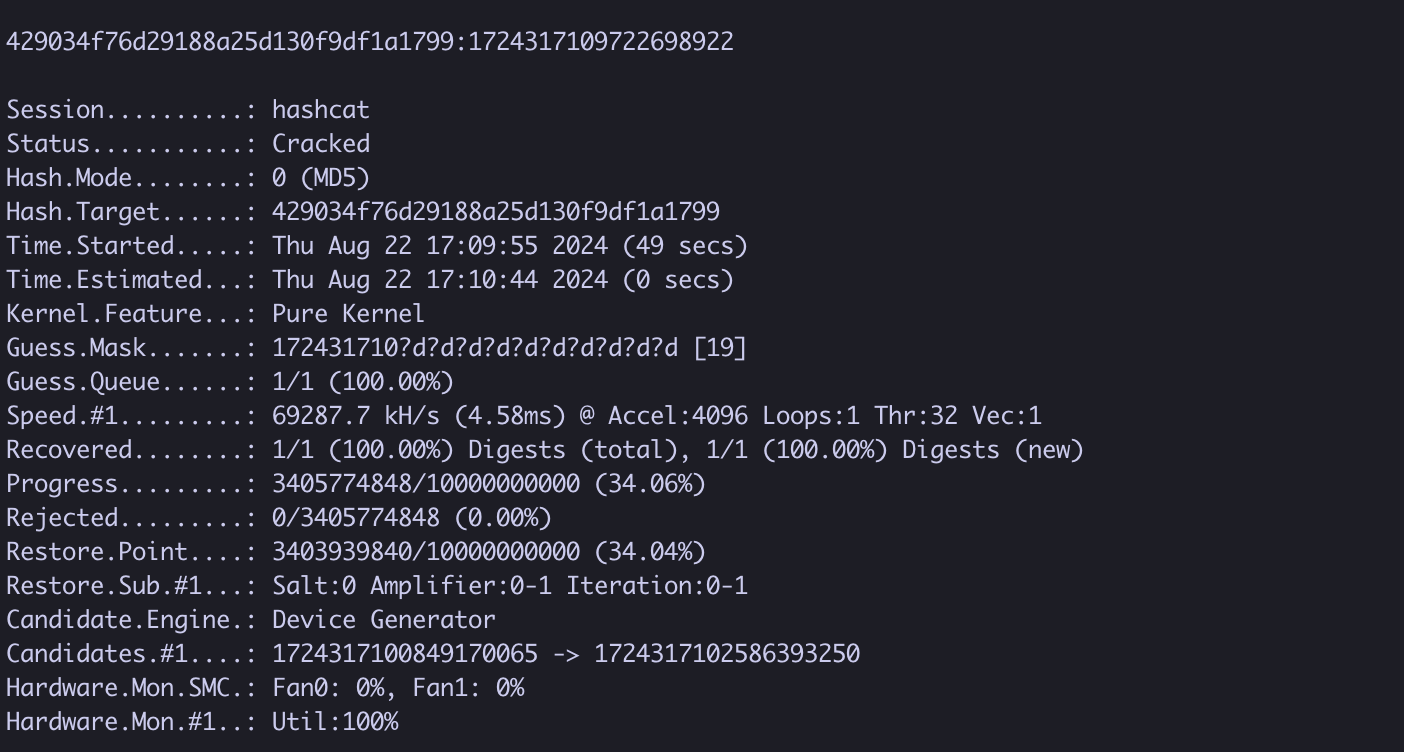 429034f76d29188a25d130f9df1a1799:1724317109722698922
Session..........: hashcat
Status...........: Cracked
Hash.Mode........: 0 (MD5)
Hash.Target......: 429034f76d29188a25d130f9df1a1799
Time.Started.....: Thu Aug 22 17:09:55 2024 (49 secs)
Time.Estimated...: Thu Aug 22 17:10:44 2024 (0 secs)
Kernel.Feature...: Pure Kernel
Guess.Mask.......: 172431710?d?d?d?d?d?d?d?d?d?d [19]
Guess.Queue......: 1/1 (100.00%)
Speed.#1.........: 69287.7 kH/s (4.58ms) @ Accel:4096 Loops:1 Thr:32 Vec:1
Recovered........: 1/1 (100.00%) Digests (total), 1/1 (100.00%) Digests (new)
Progress.........: 3405774848/10000000000 (34.06%)
Rejected.........: 0/3405774848 (0.00%)
Restore.Point....: 3403939840/10000000000 (34.04%)
Restore.Sub.#1...: Salt:0 Amplifier:0-1 Iteration:0-1
Candidate.Engine.: Device Generator
Candidates.#1....: 1724317100849170065 -> 1724317102586393250
Hardware.Mon.SMC.: Fan0: 0%, Fan1: 0%
Hardware.Mon.#1..: Util:100%